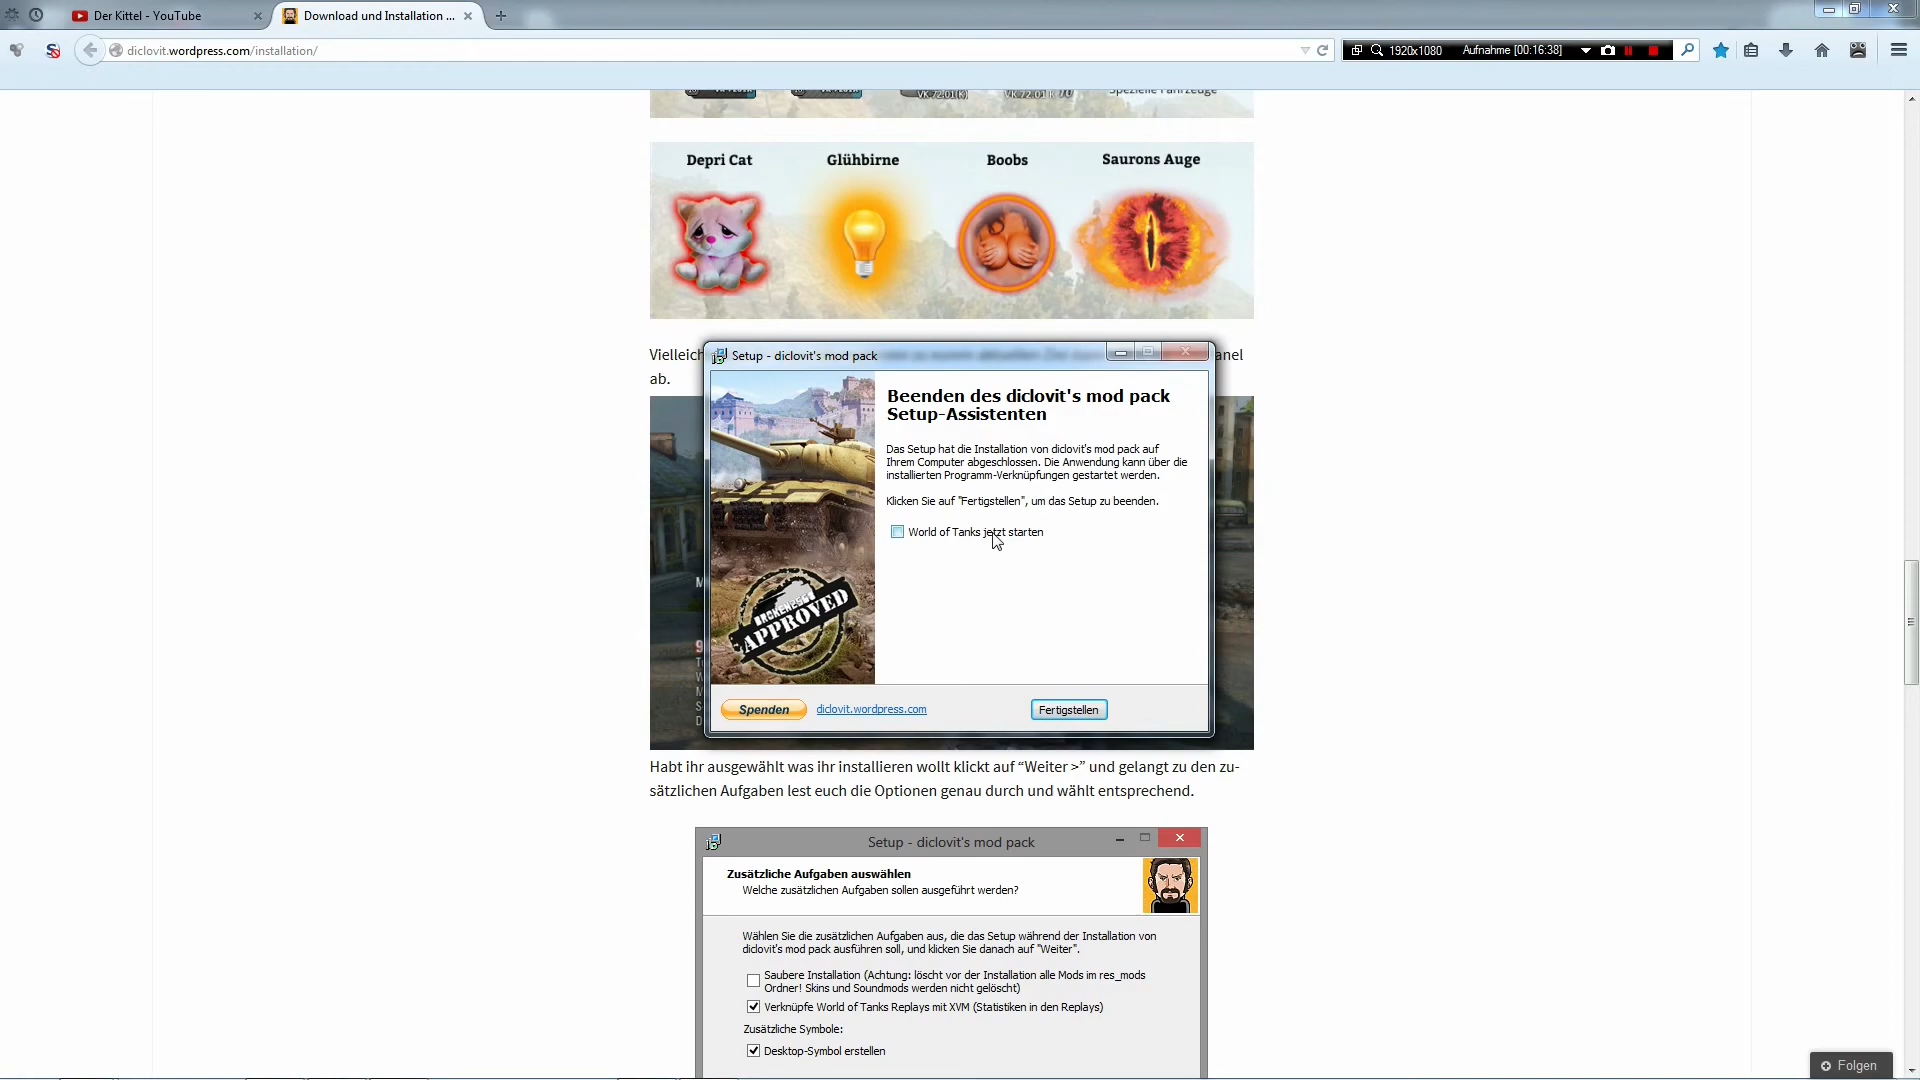 Der Kittel - YouTube
Download und Installation ...
diclovit.wordpress.com/installation/
1920x1080
Aufnahme [00:16:38]
VK 72.01(K)
VK 72.01 K
Spezielle Fahrzeuge
Depri Cat
Glühbirne
Boobs
Saurons Auge
Vielleich
anel
ab.
Setup - diclovit's mod pack
Beenden des diclovit's mod pack
Setup-Assistenten
Das Setup hat die Installation von diclovit's mod pack auf
Ihrem Computer abgeschlossen. Die Anwendung kann über die
installierten Programm-Verknüpfungen gestartet werden.
Klicken Sie auf "Fertigstellen", um das Setup zu beenden.
World of Tanks jetzt starten
APPROVED
Spenden
diclovit.wordpress.com
Fertigstellen
Habt ihr ausgewählt was ihr installieren wollt klickt auf “Weiter >” und gelangt zu den zu-
sätzlichen Aufgaben lest euch die Optionen genau durch und wählt entsprechend.
Setup - diclovit's mod pack
Zusätzliche Aufgaben auswählen
Welche zusätzlichen Aufgaben sollen ausgeführt werden?
Wählen Sie die zusätzlichen Aufgaben aus, die das Setup während der Installation von
diclovit's mod pack ausführen soll, und klicken Sie danach auf "Weiter".
Saubere Installation (Achtung: löscht vor der Installation alle Mods im res_mods
Ordner! Skins und Soundmods werden nicht gelöscht)
Verknüpfe World of Tanks Replays mit XVM (Statistiken in den Replays)
Zusätzliche Symbole:
Desktop-Symbol erstellen
Folgen